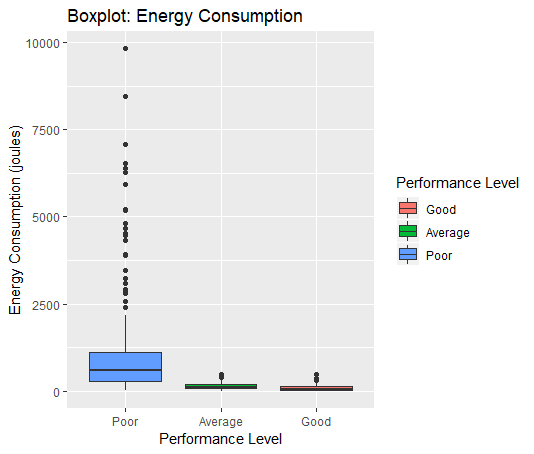 Boxplot: Energy Consumption
Energy Consumption (joules)
10000
7500
5000
2500
0
Poor
Average
Good
Performance Level
Performance Level
Good
Average
Poor